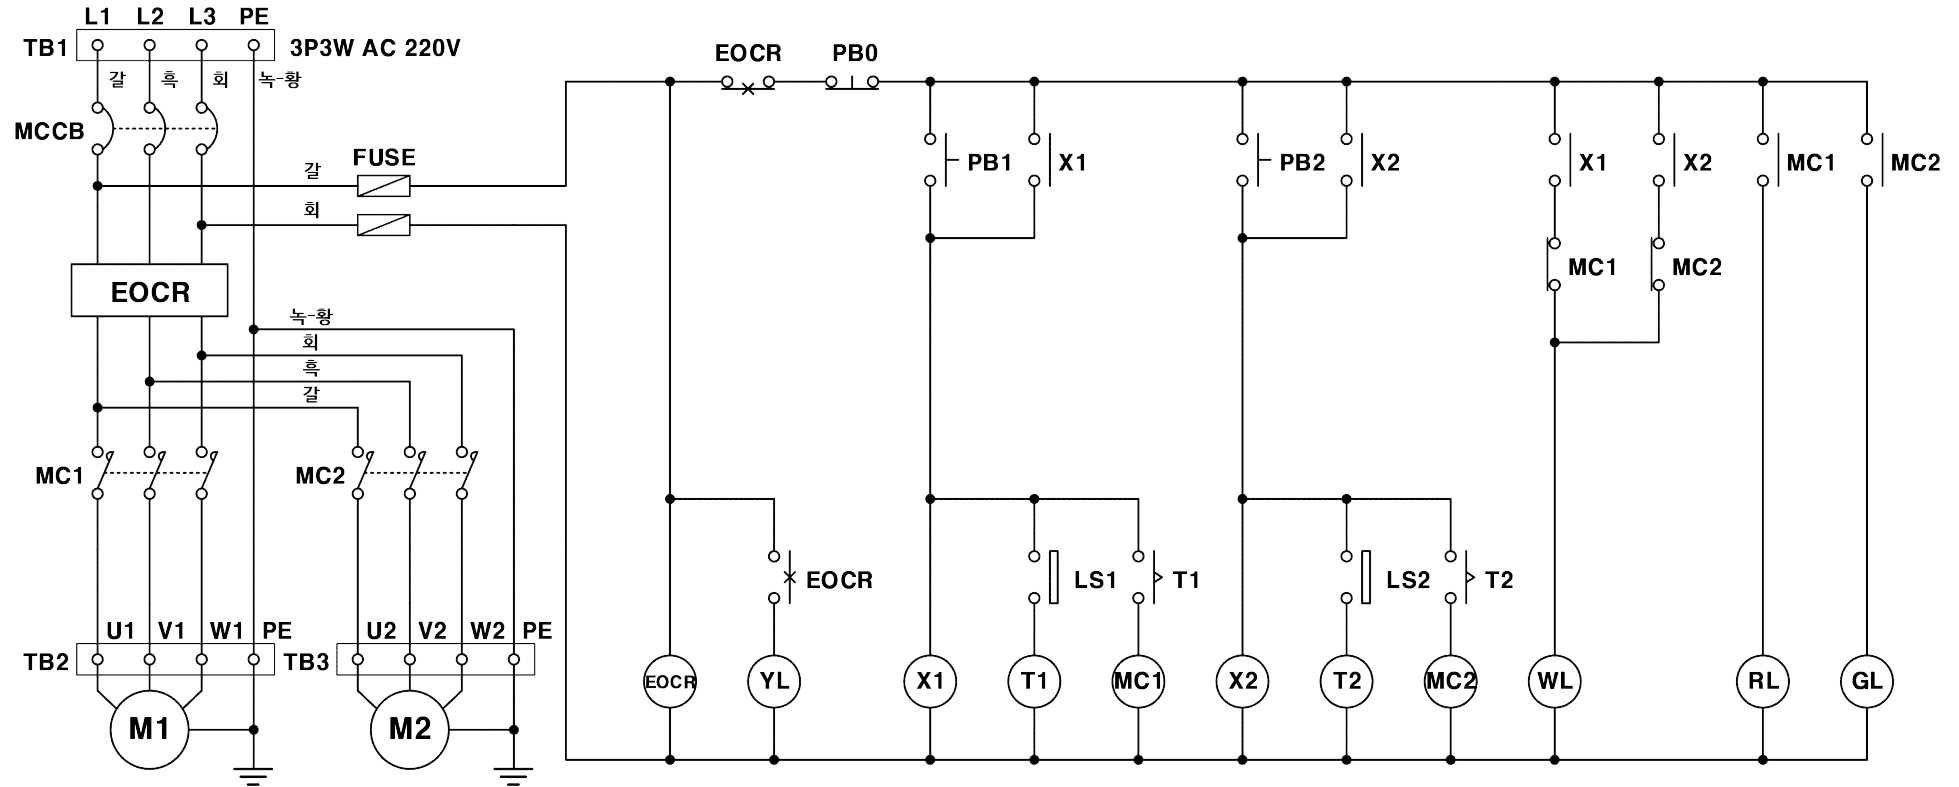 L1 L2 L3 PE
TB1 3P3W AC 220V
갈 흑 회 녹-황
EOCR PB0
MCCB
갈 FUSE
회
PB1 X1 PB2 X2 X1 X2 MC1 MC2
MC1 MC2
EOCR
녹-황
회
흑
갈
MC1 MC2
EOCR LS1 T1 LS2 T2
U1 V1 W1 PE U2 V2 W2 PE
TB2 TB3
EOCR YL X1 T1 MC1 X2 T2 MC2 WL RL GL
M1 M2